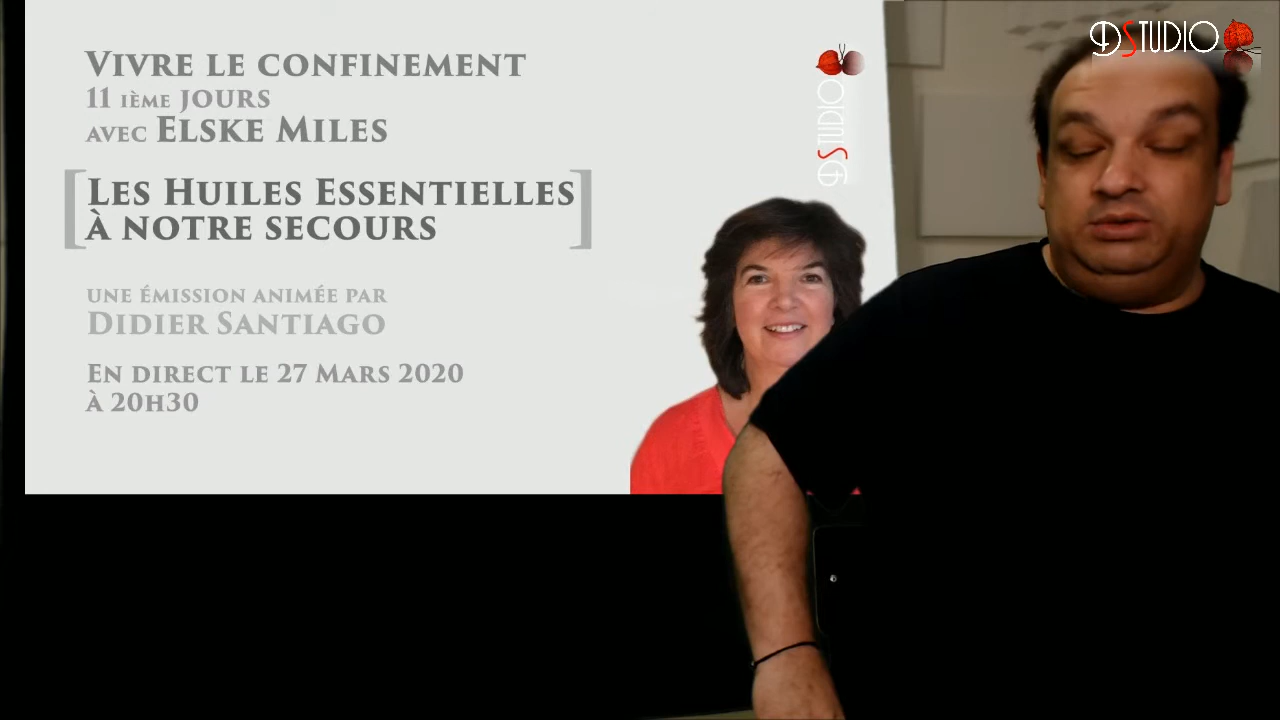 VIVRE LE CONFINEMENT
11 IÈME JOURS
AVEC ELSKE MILES
[LES HUILES ESSENTIELLES
À NOTRE SECOURS]
UNE ÉMISSION ANIMÉE PAR
DIDIER SANTIAGO
EN DIRECT LE 27 MARS 2020
À 20H30
DSTUDIO
DSTUDIO